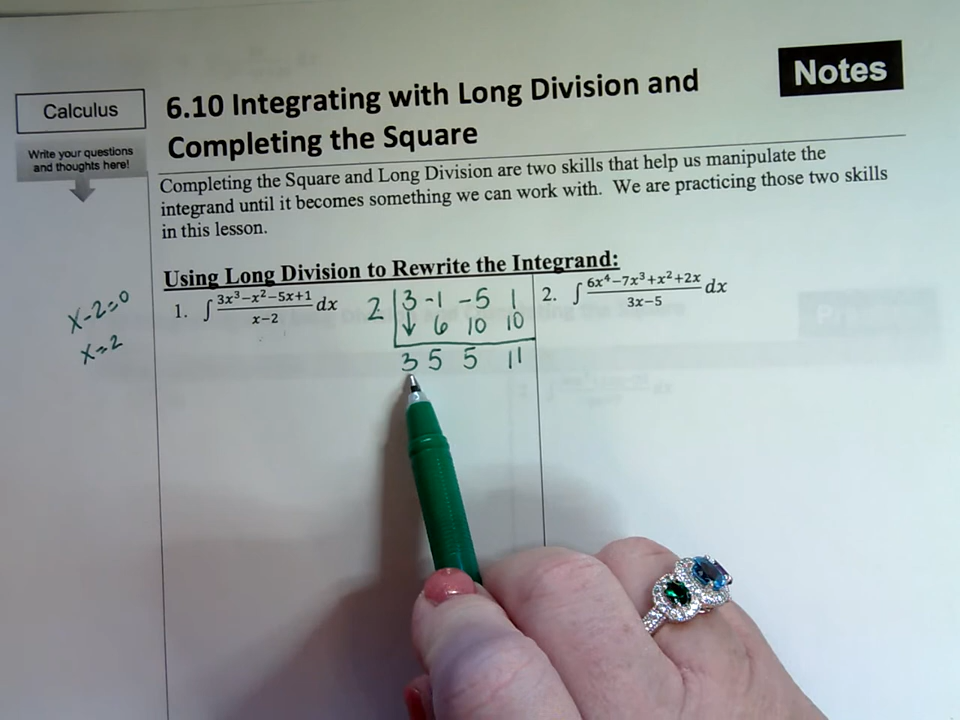 Notes
Calculus
6.10 Integrating with Long Division and
Completing the Square
Write your questions
and thoughts here!
Completing the Square and Long Division are two skills that help us manipulate the
integrand until it becomes something we can work with. We are practicing those two skills
in this lesson.
Using Long Division to Rewrite the Integrand:
x-2=0
x=2
1. ∫ (3x³−x²−5x+1)/(x−2) dx
2 | 3 -1 -5 1
↓ 6 10 10
3 5 5 11
2. ∫ (6x⁴−7x³+x²+2x)/(3x−5) dx